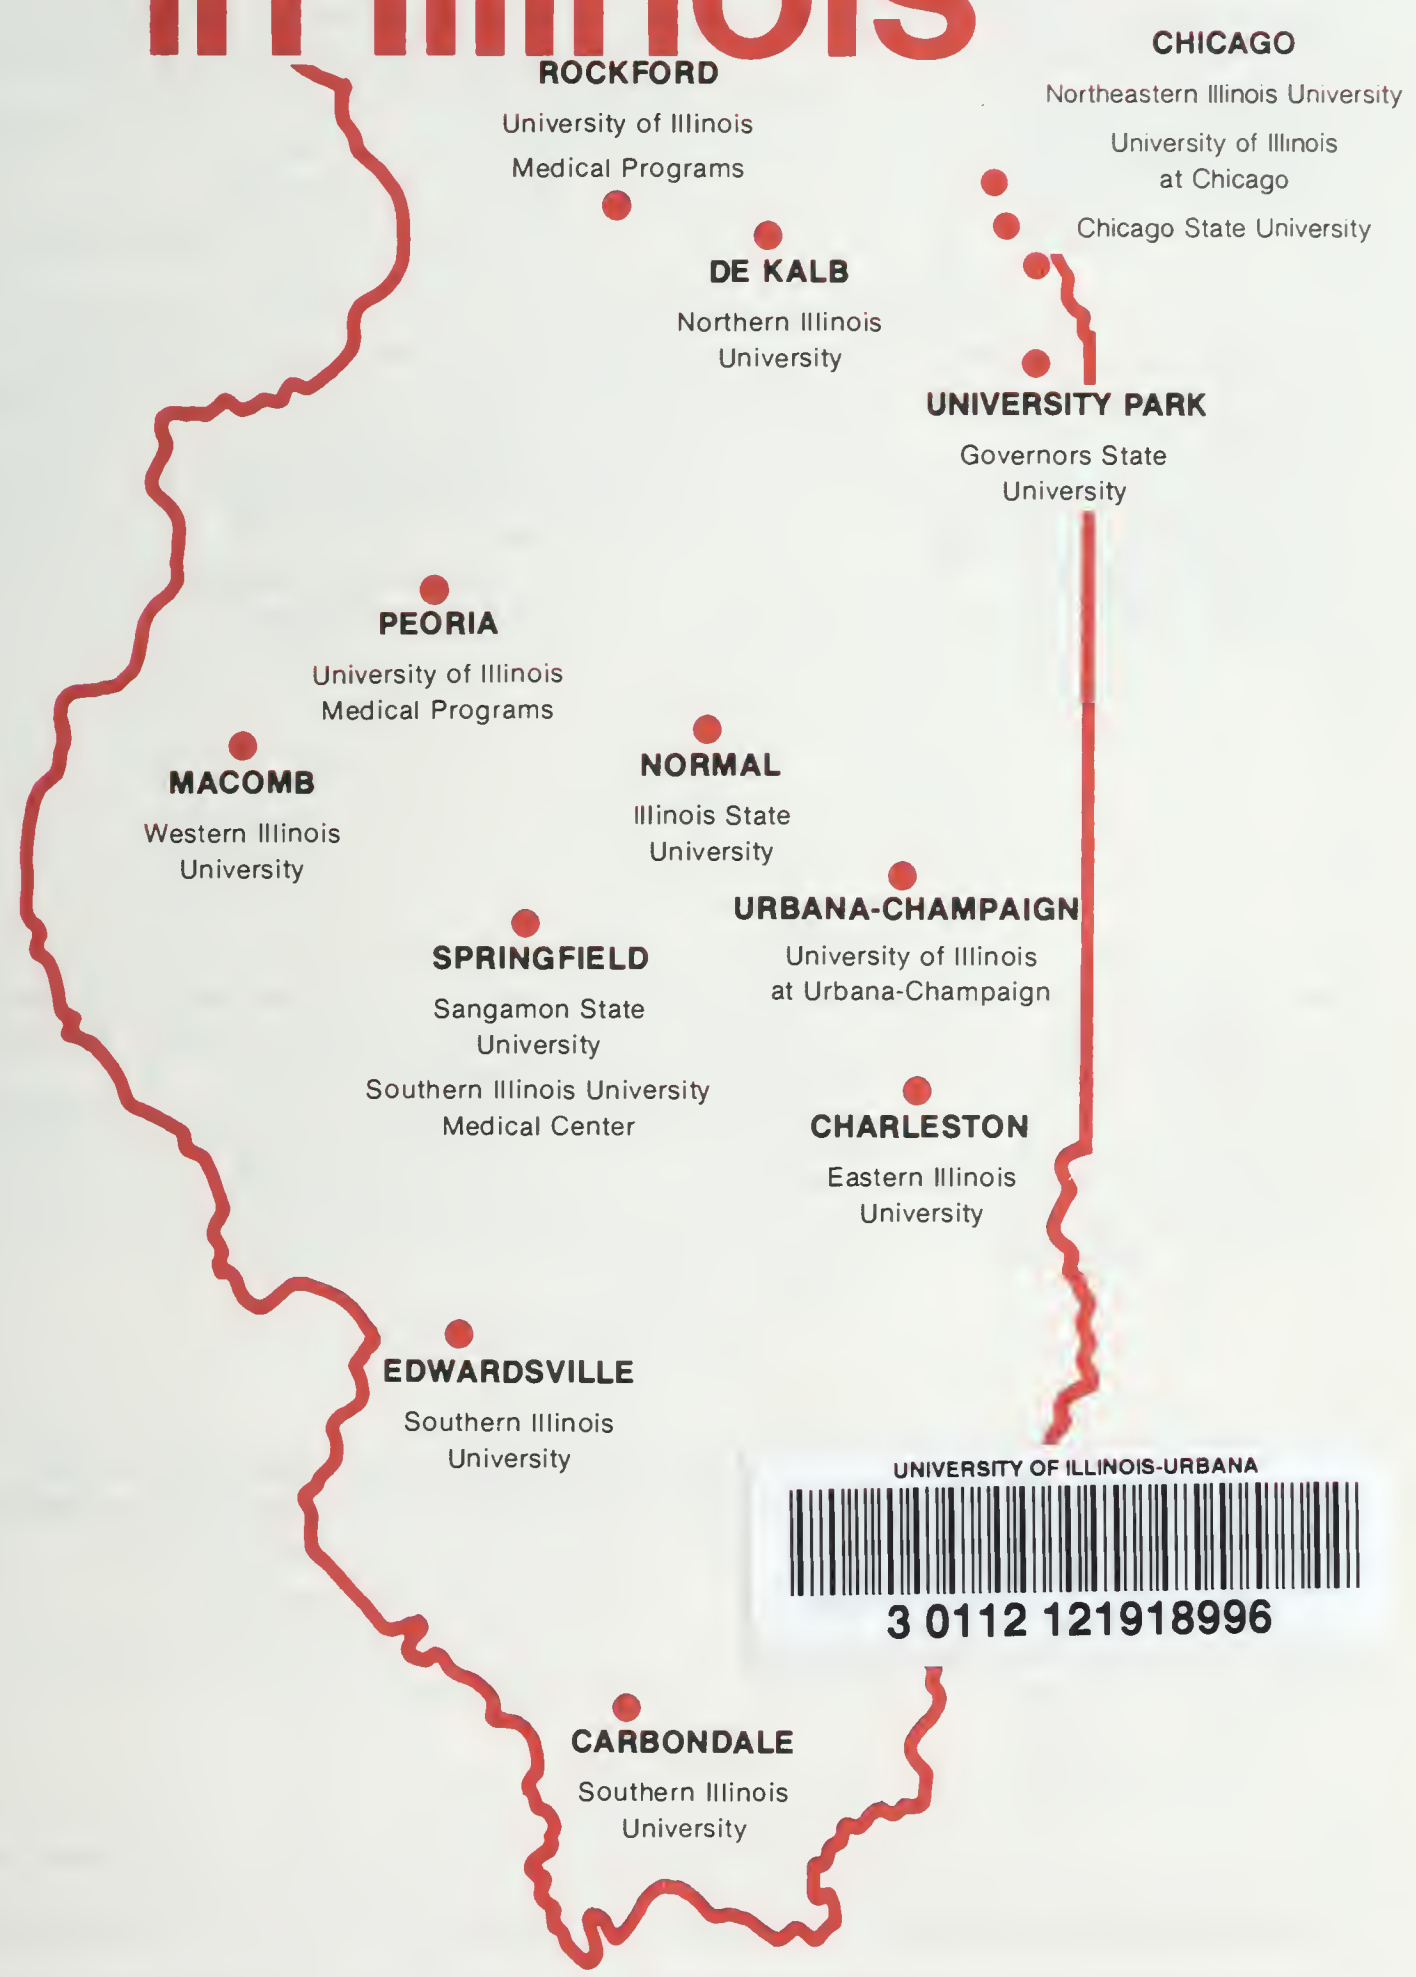 in Illinois
CHICAGO
Northeastern Illinois University
University of Illinois
at Chicago
Chicago State University
ROCKFORD
University of Illinois
Medical Programs
DE KALB
Northern Illinois
University
UNIVERSITY PARK
Governors State
University
PEORIA
University of Illinois
Medical Programs
MACOMB
Western Illinois
University
NORMAL
Illinois State
University
URBANA-CHAMPAIGN
University of Illinois
at Urbana-Champaign
SPRINGFIELD
Sangamon State
University
Southern Illinois University
Medical Center
CHARLESTON
Eastern Illinois
University
EDWARDSVILLE
Southern Illinois
University
UNIVERSITY OF ILLINOIS-URBANA
3 0112 121918996
CARBONDALE
Southern Illinois
University